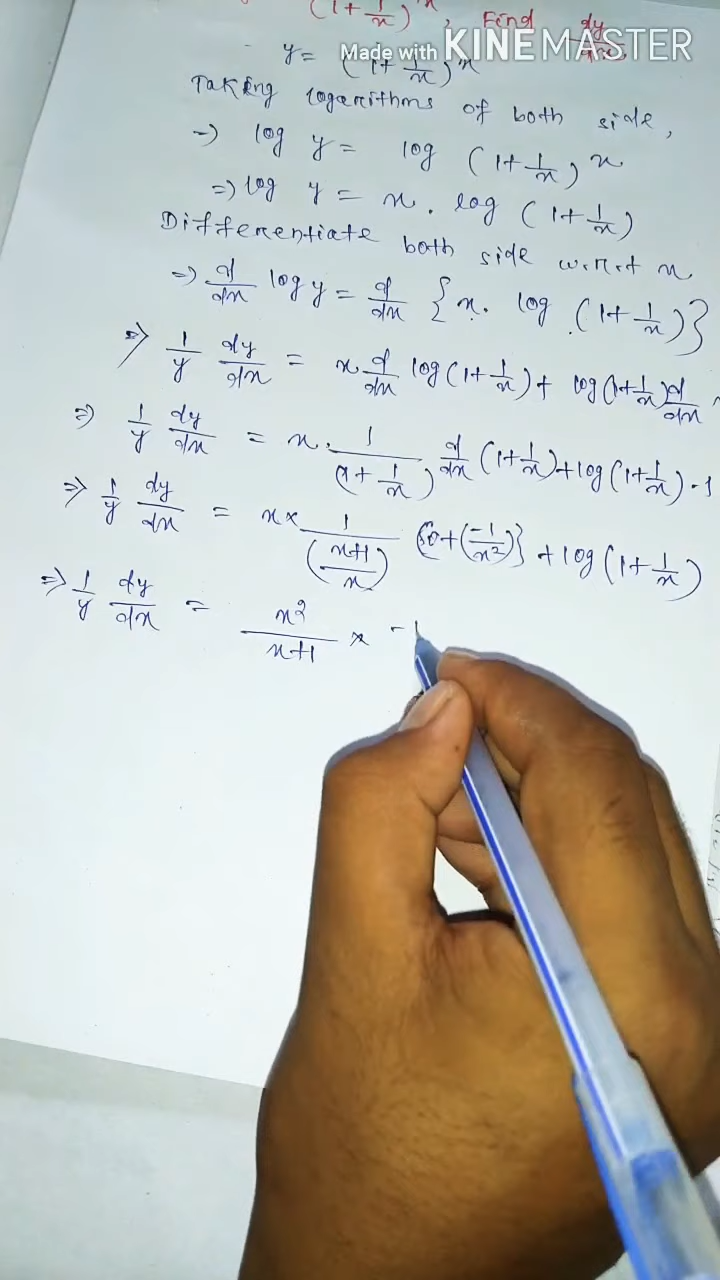 (1+1/x)^x, Find dy/dx
Made with KINEMASTER
y = (1+1/x)^x
Taking logarithms of both side,
=> log y = log (1+1/x)^x
=> log y = x. log (1+1/x)
Differentiate both side w.r.t x
=> d/dx log y = d/dx {x. log (1+1/x)}
=> 1/y dy/dx = x d/dx log(1+1/x) + log(1+1/x) d/dx
=> 1/y dy/dx = x. 1/(1+1/x) d/dx (1+1/x) + log(1+1/x).1
=> 1/y dy/dx = x× 1/((x+1)/x) {0+(-1/x²)} + log(1+1/x)
=> 1/y dy/dx = x²/(x+1) × -1